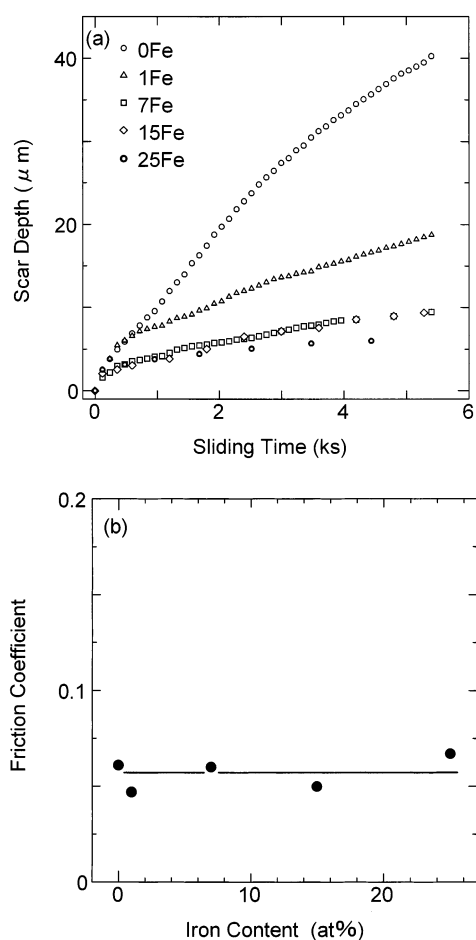 (a)
0Fe
1Fe
7Fe
15Fe
25Fe
40
20
0
Scar Depth ( μ m)
0 2 4 6
Sliding Time (ks)
(b)
0.2
0.1
0
Friction Coefficient
0 10 20
Iron Content (at%)